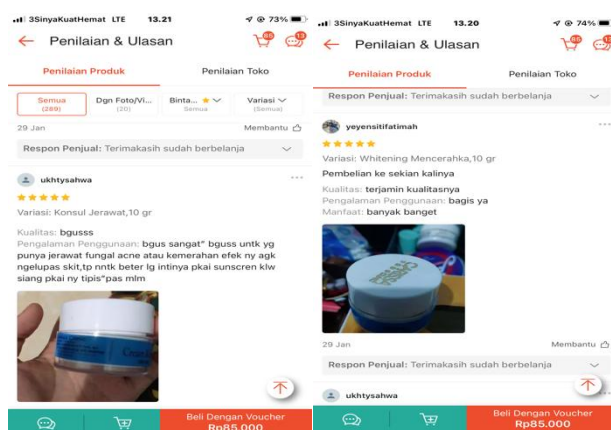 3SinyaKuatHemat LTE 13.21 73%
Penilaian & Ulasan
85
13
Penilaian Produk Penilaian Toko
Semua (289)
Dgn Foto/Vi... (20)
Binta... Semua
Variasi (Semua)
29 Jan Membantu
Respon Penjual: Terimakasih sudah berbelanja
ukhtysahwa
Variasi: Konsul Jerawat,10 gr
Kualitas: bgusss
Pengalaman Penggunaan: bgus sangat" bguss untk yg
punya jerawat fungal acne atau kemerahan efek ny agk
ngelupas skit,tp nntk beter lg intinya pkai sunscren klw
siang pkai ny tipis"pas mlm
Beli Dengan Voucher
Rp85.000
3SinyaKuatHemat LTE 13.20 74%
Penilaian & Ulasan
85
13
Penilaian Produk Penilaian Toko
Respon Penjual: Terimakasih sudah berbelanja
yeyensitifatimah
Variasi: Whitening Mencerahka,10 gr
Pembelian ke sekian kalinya
Kualitas: terjamin kualitasnya
Pengalaman Penggunaan: bagis ya
Manfaat: banyak banget
29 Jan Membantu
Respon Penjual: Terimakasih sudah berbelanja
ukhtysahwa
Beli Dengan Voucher
Rp85.000